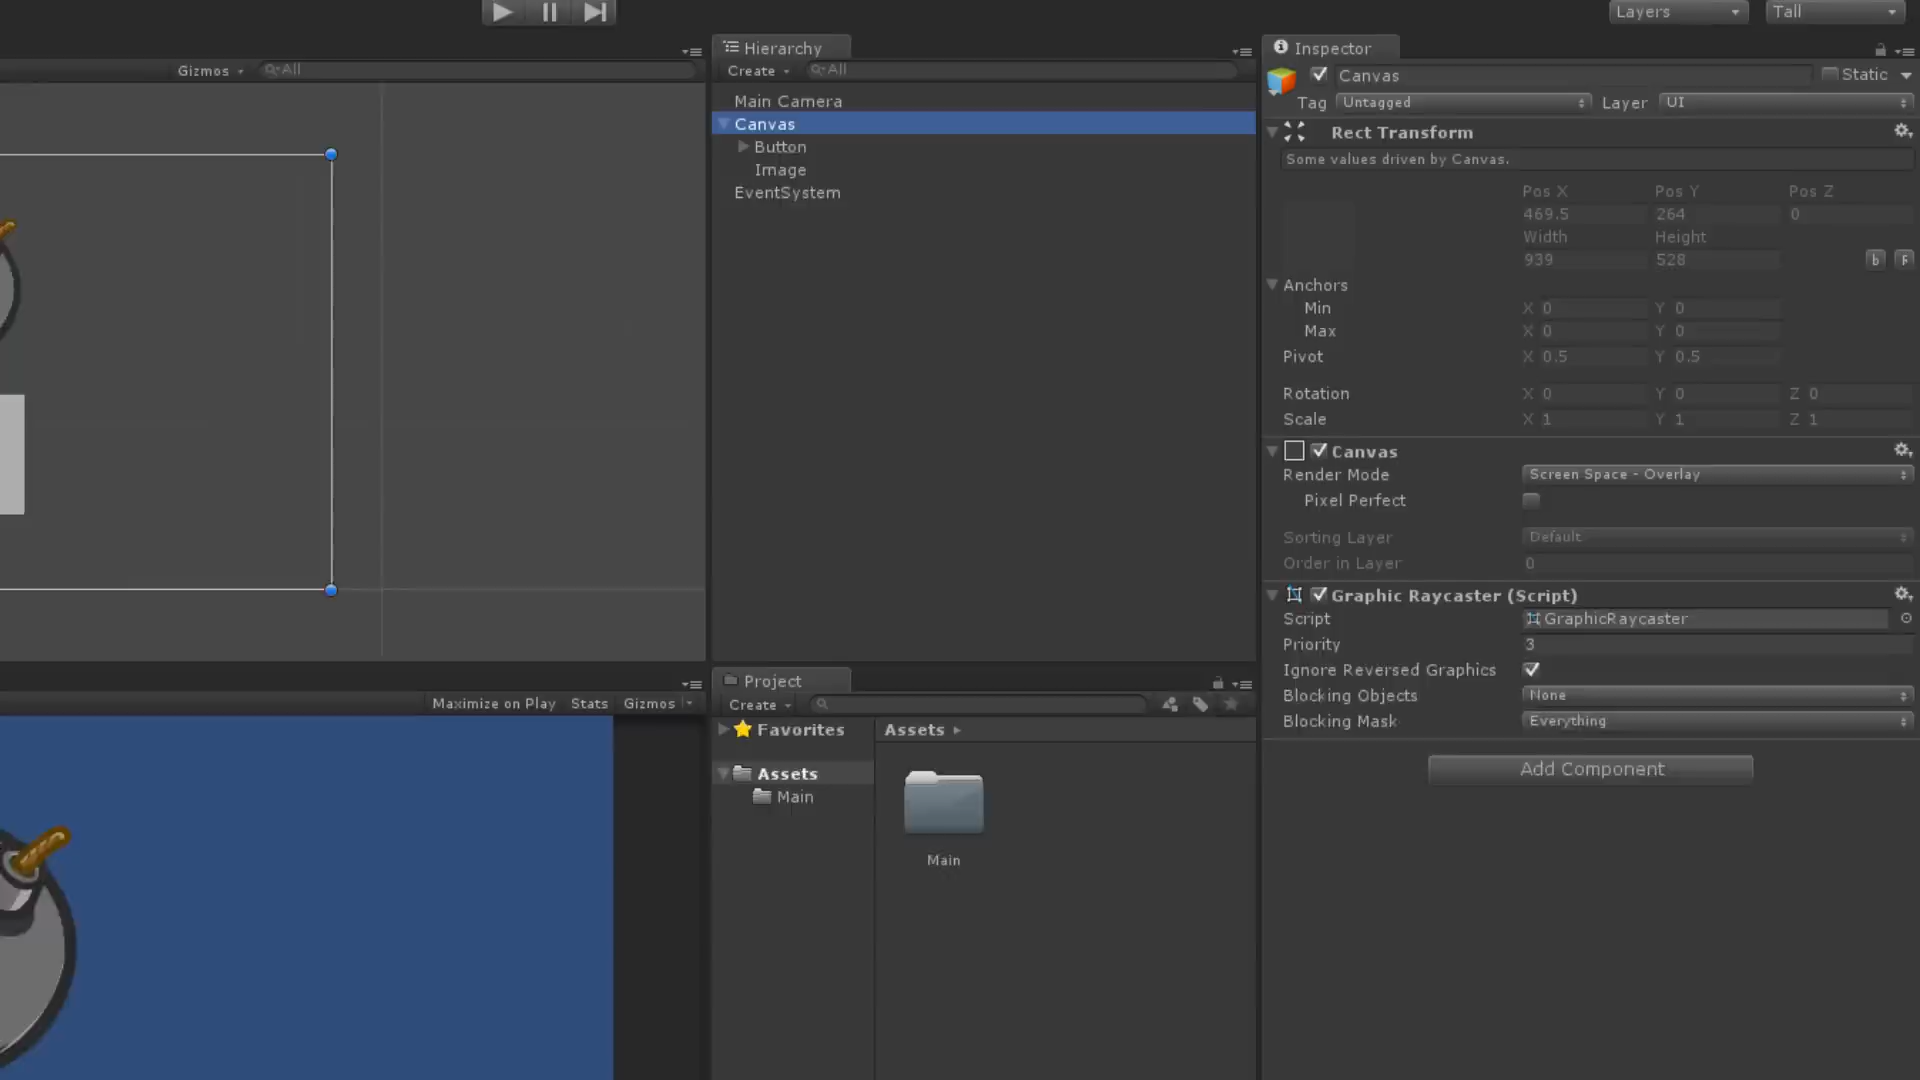 Layers
Tall
Gizmos
All
Hierarchy
Create
All
Main Camera
Canvas
Button
Image
EventSystem
Inspector
Canvas
Static
Tag
Untagged
Layer
UI
Rect Transform
Some values driven by Canvas.
Pos X Pos Y Pos Z
469.5 264 0
Width Height
939 528
Anchors
Min X 0 Y 0
Max X 0 Y 0
Pivot X 0.5 Y 0.5
Rotation X 0 Y 0 Z 0
Scale X 1 Y 1 Z 1
Canvas
Render Mode Screen Space - Overlay
Pixel Perfect
Sorting Layer Default
Order in Layer 0
Graphic Raycaster (Script)
Script GraphicRaycaster
Priority 3
Ignore Reversed Graphics
Blocking Objects None
Blocking Mask Everything
Add Component
Maximize on Play Stats Gizmos
Project
Create
Favorites
Assets
Main
Assets
Main